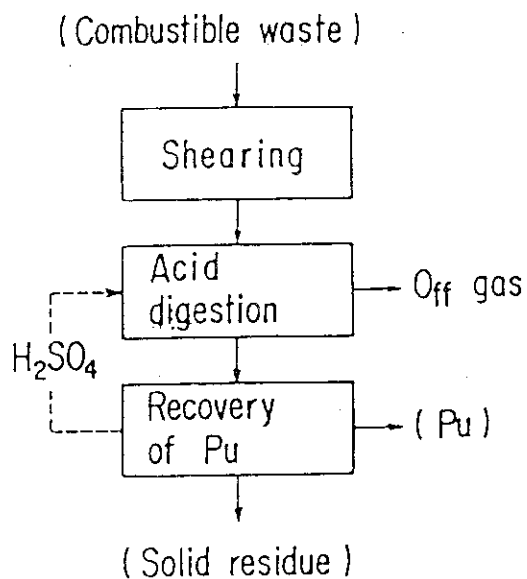 (Combustible waste)
Shearing
Acid
digestion
Off gas
H₂SO₄
Recovery
of Pu
(Pu)
(Solid residue)